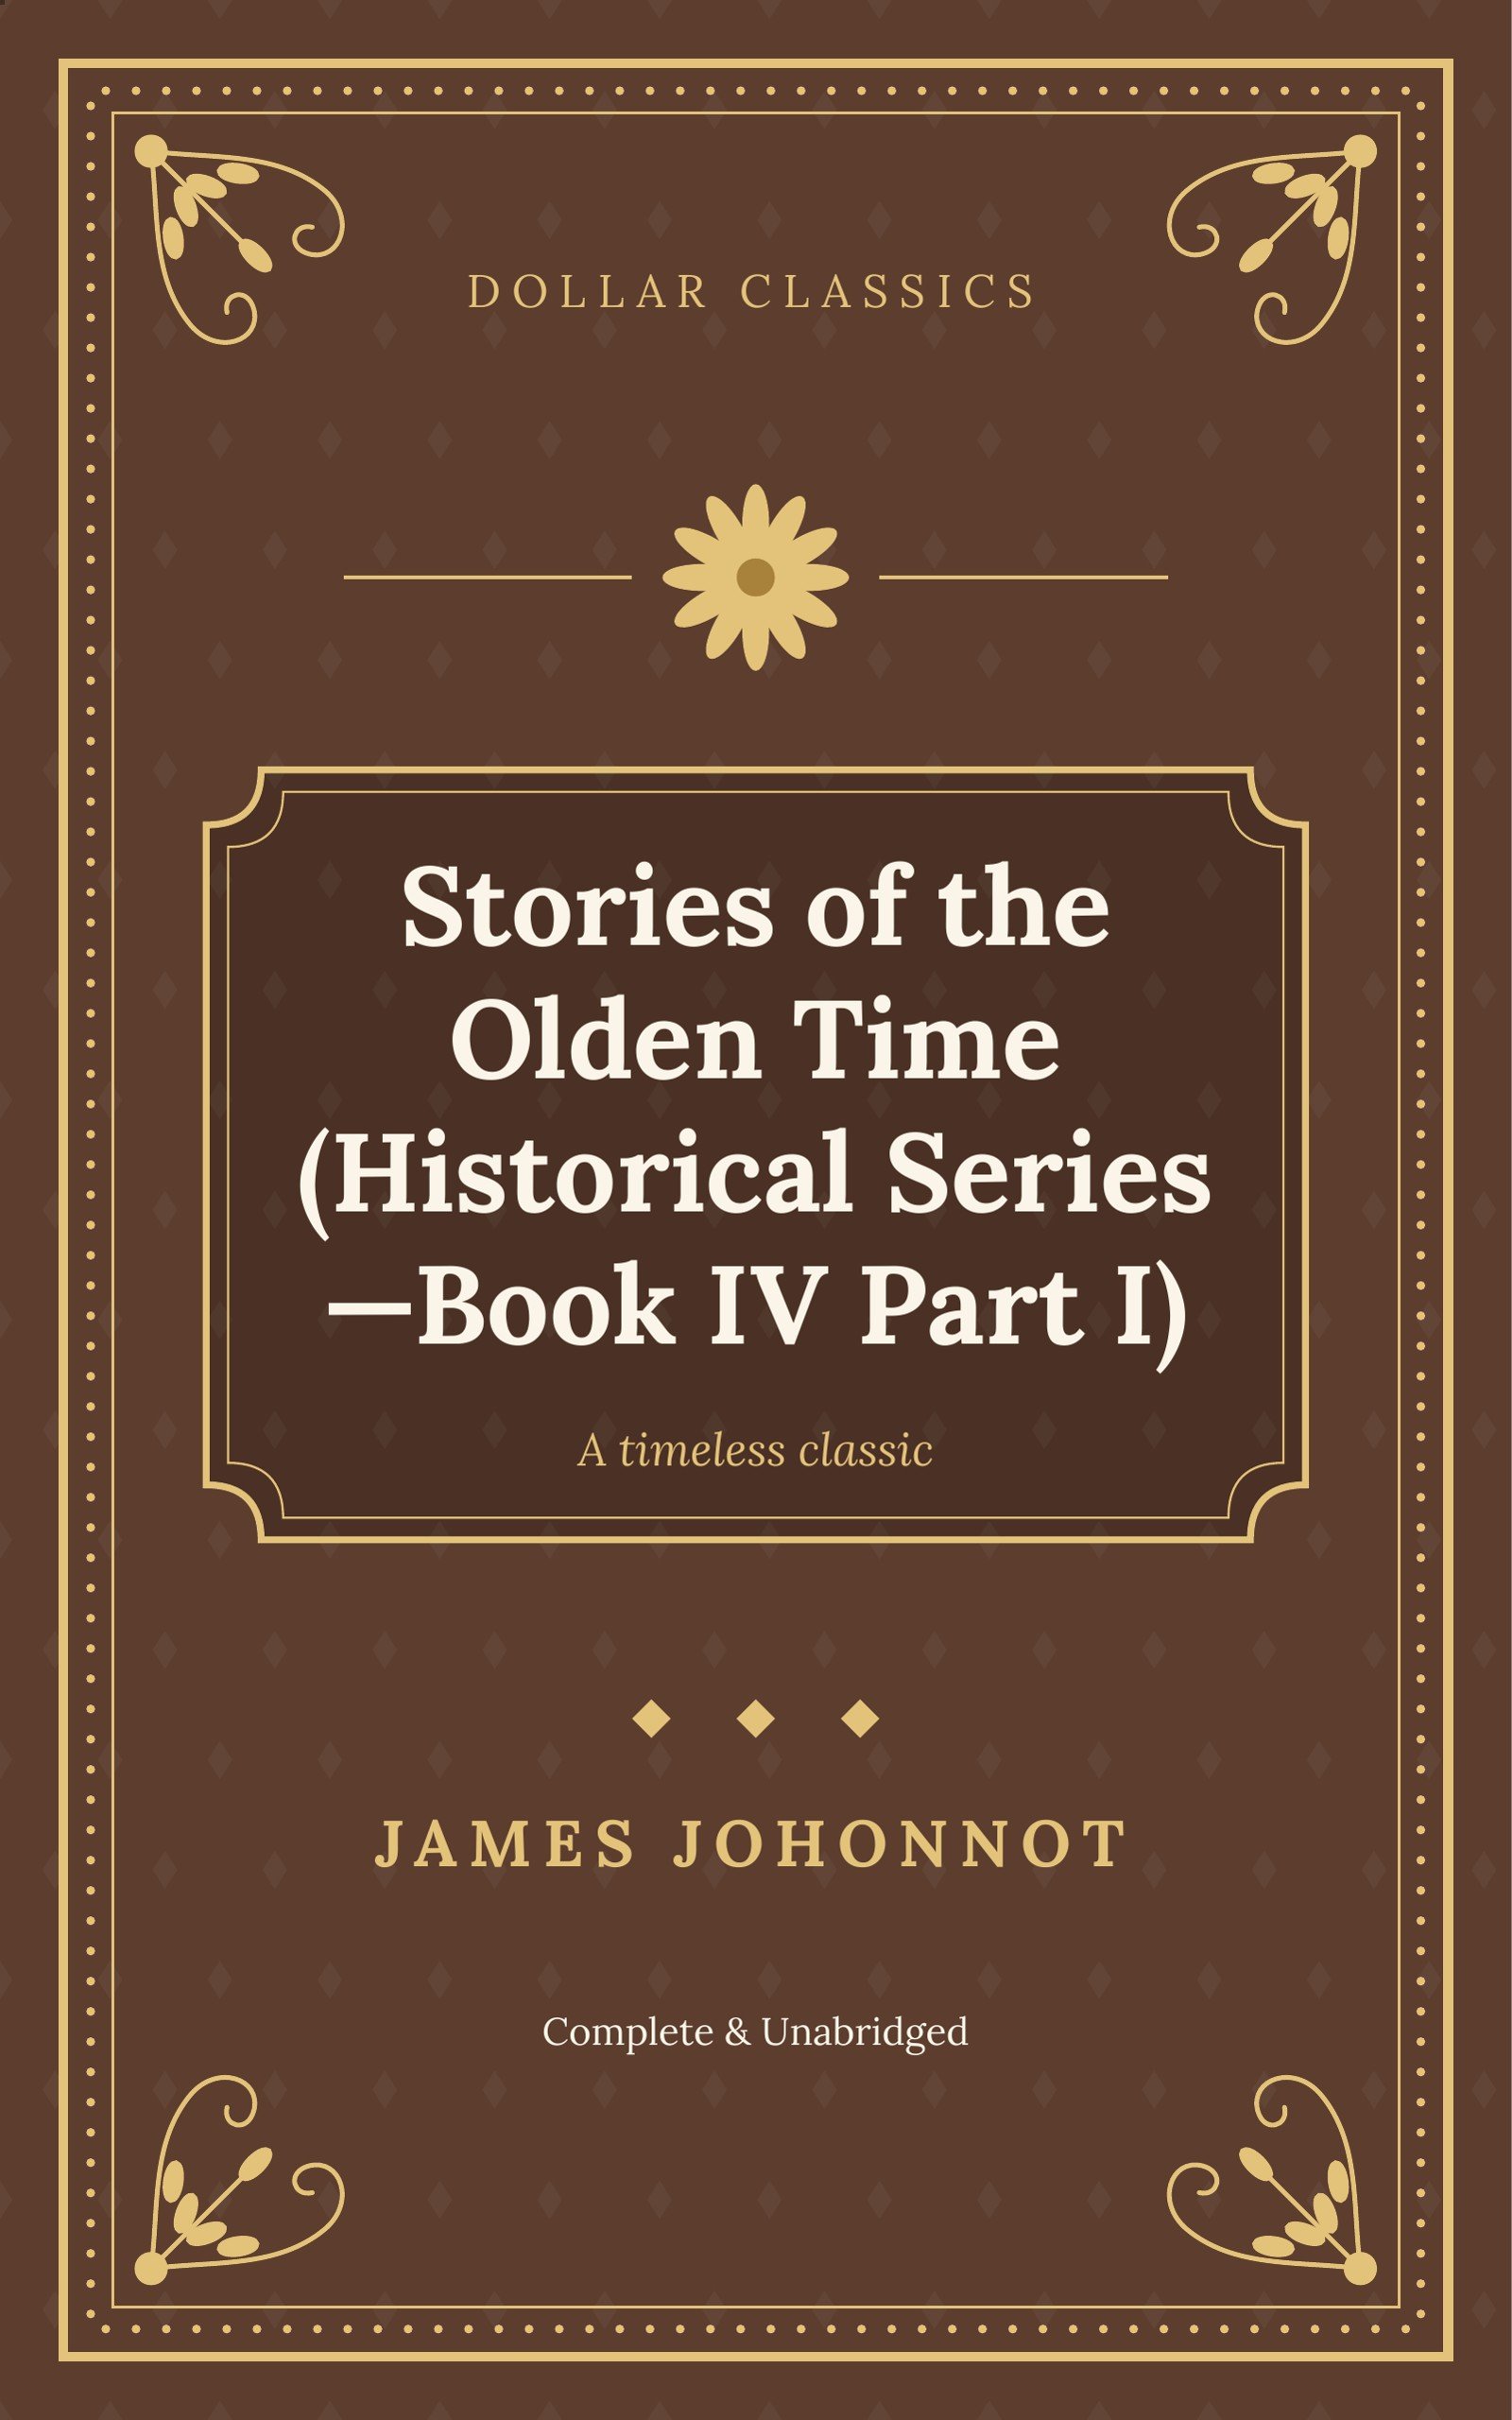 DOLLAR CLASSICS
Stories of the
Olden Time
(Historical Series
—Book IV Part I)
A timeless classic
JAMES JOHONNOT
Complete & Unabridged